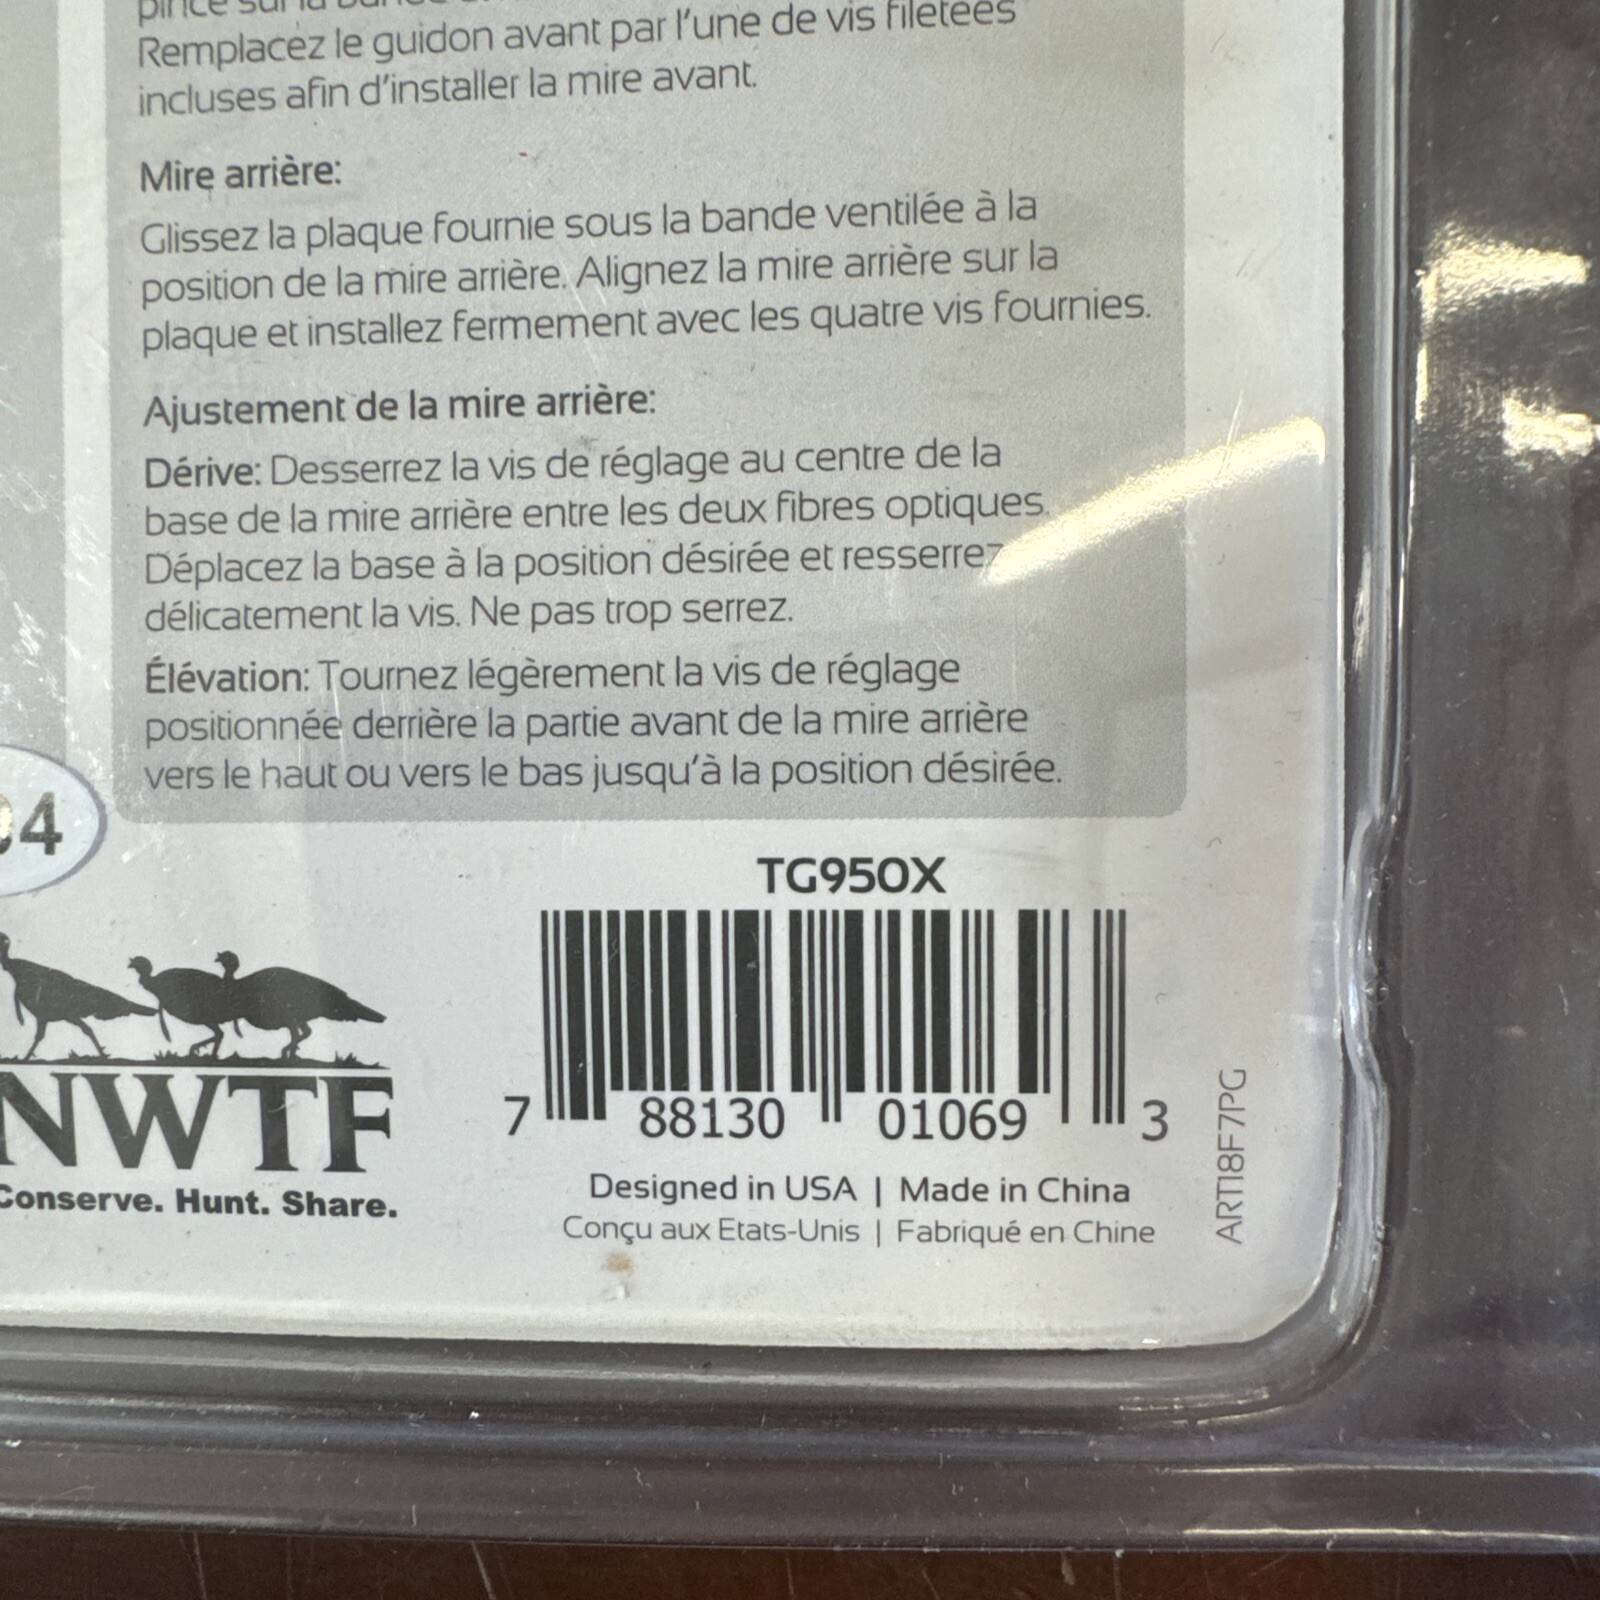 pince sur la bande
Remplacez le guidon avant par l'une de vis filetées
incluses afin d'installer la mire avant.
Mire arrière:
Glissez la plaque fournie sous la bande ventilée à la
position de la mire arrière. Alignez la mire arrière sur la
plaque et installez fermement avec les quatre vis fournies.
Ajustement de la mire arrière:
Dérive: Desserrez la vis de réglage au centre de la
base de la mire arrière entre les deux fibres optiques.
Déplacez la base à la position désirée et resserrez
délicatement la vis. Ne pas trop serrez.
Élévation: Tournez légèrement la vis de réglage
positionnée derrière la partie avant de la mire arrière
vers le haut ou vers le bas jusqu'à la position désirée.
4
TG950X
7 88130 01069 3
NWTF
Conserve. Hunt. Share.
Designed in USA | Made in China
Conçu aux Etats-Unis | Fabriqué en Chine
ART18F7PG